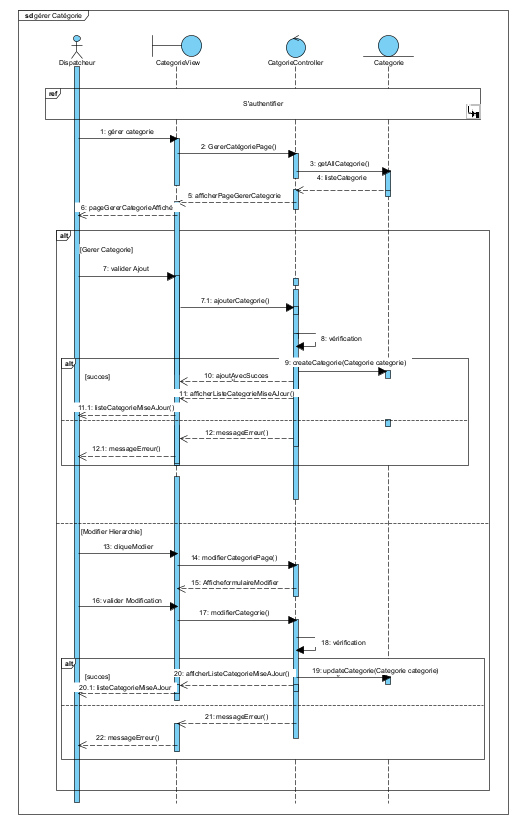 sd gérer Catégorie
Dispatcheur
CategorieView
CatgorieController
Categorie
ref
S'authentifier
1: gérer categorie
2: GererCatégoriePage()
3: getAllCategorie()
4: listeCategorie
5: afficherPageGererCategorie
6: pageGererCategorieAffiché
alt
[Gerer Categorie]
7: valider Ajout
7.1: ajouterCategorie()
8: vérification
alt
9: createCategorie(Categorie categorie)
[succes]
10: ajoutAvecSucces
11: afficherListeCategorieMiseAJour()
11.1: listeCategorieMiseAJour()
12: messageErreur()
12.1: messageErreur()
[Modifier Hierarchie]
13: cliqueModier
14: modifierCategoriePage()
15: AfficheformulaireModifier
16: valider Modification
17: modifierCategorie()
18: vérification
alt
19: updateCategorie(Categorie categorie)
[succes]
20: afficherListeCategorieMiseAJour()
20.1: listeCategorieMiseAJour
21: messageErreur()
22: messageErreur()